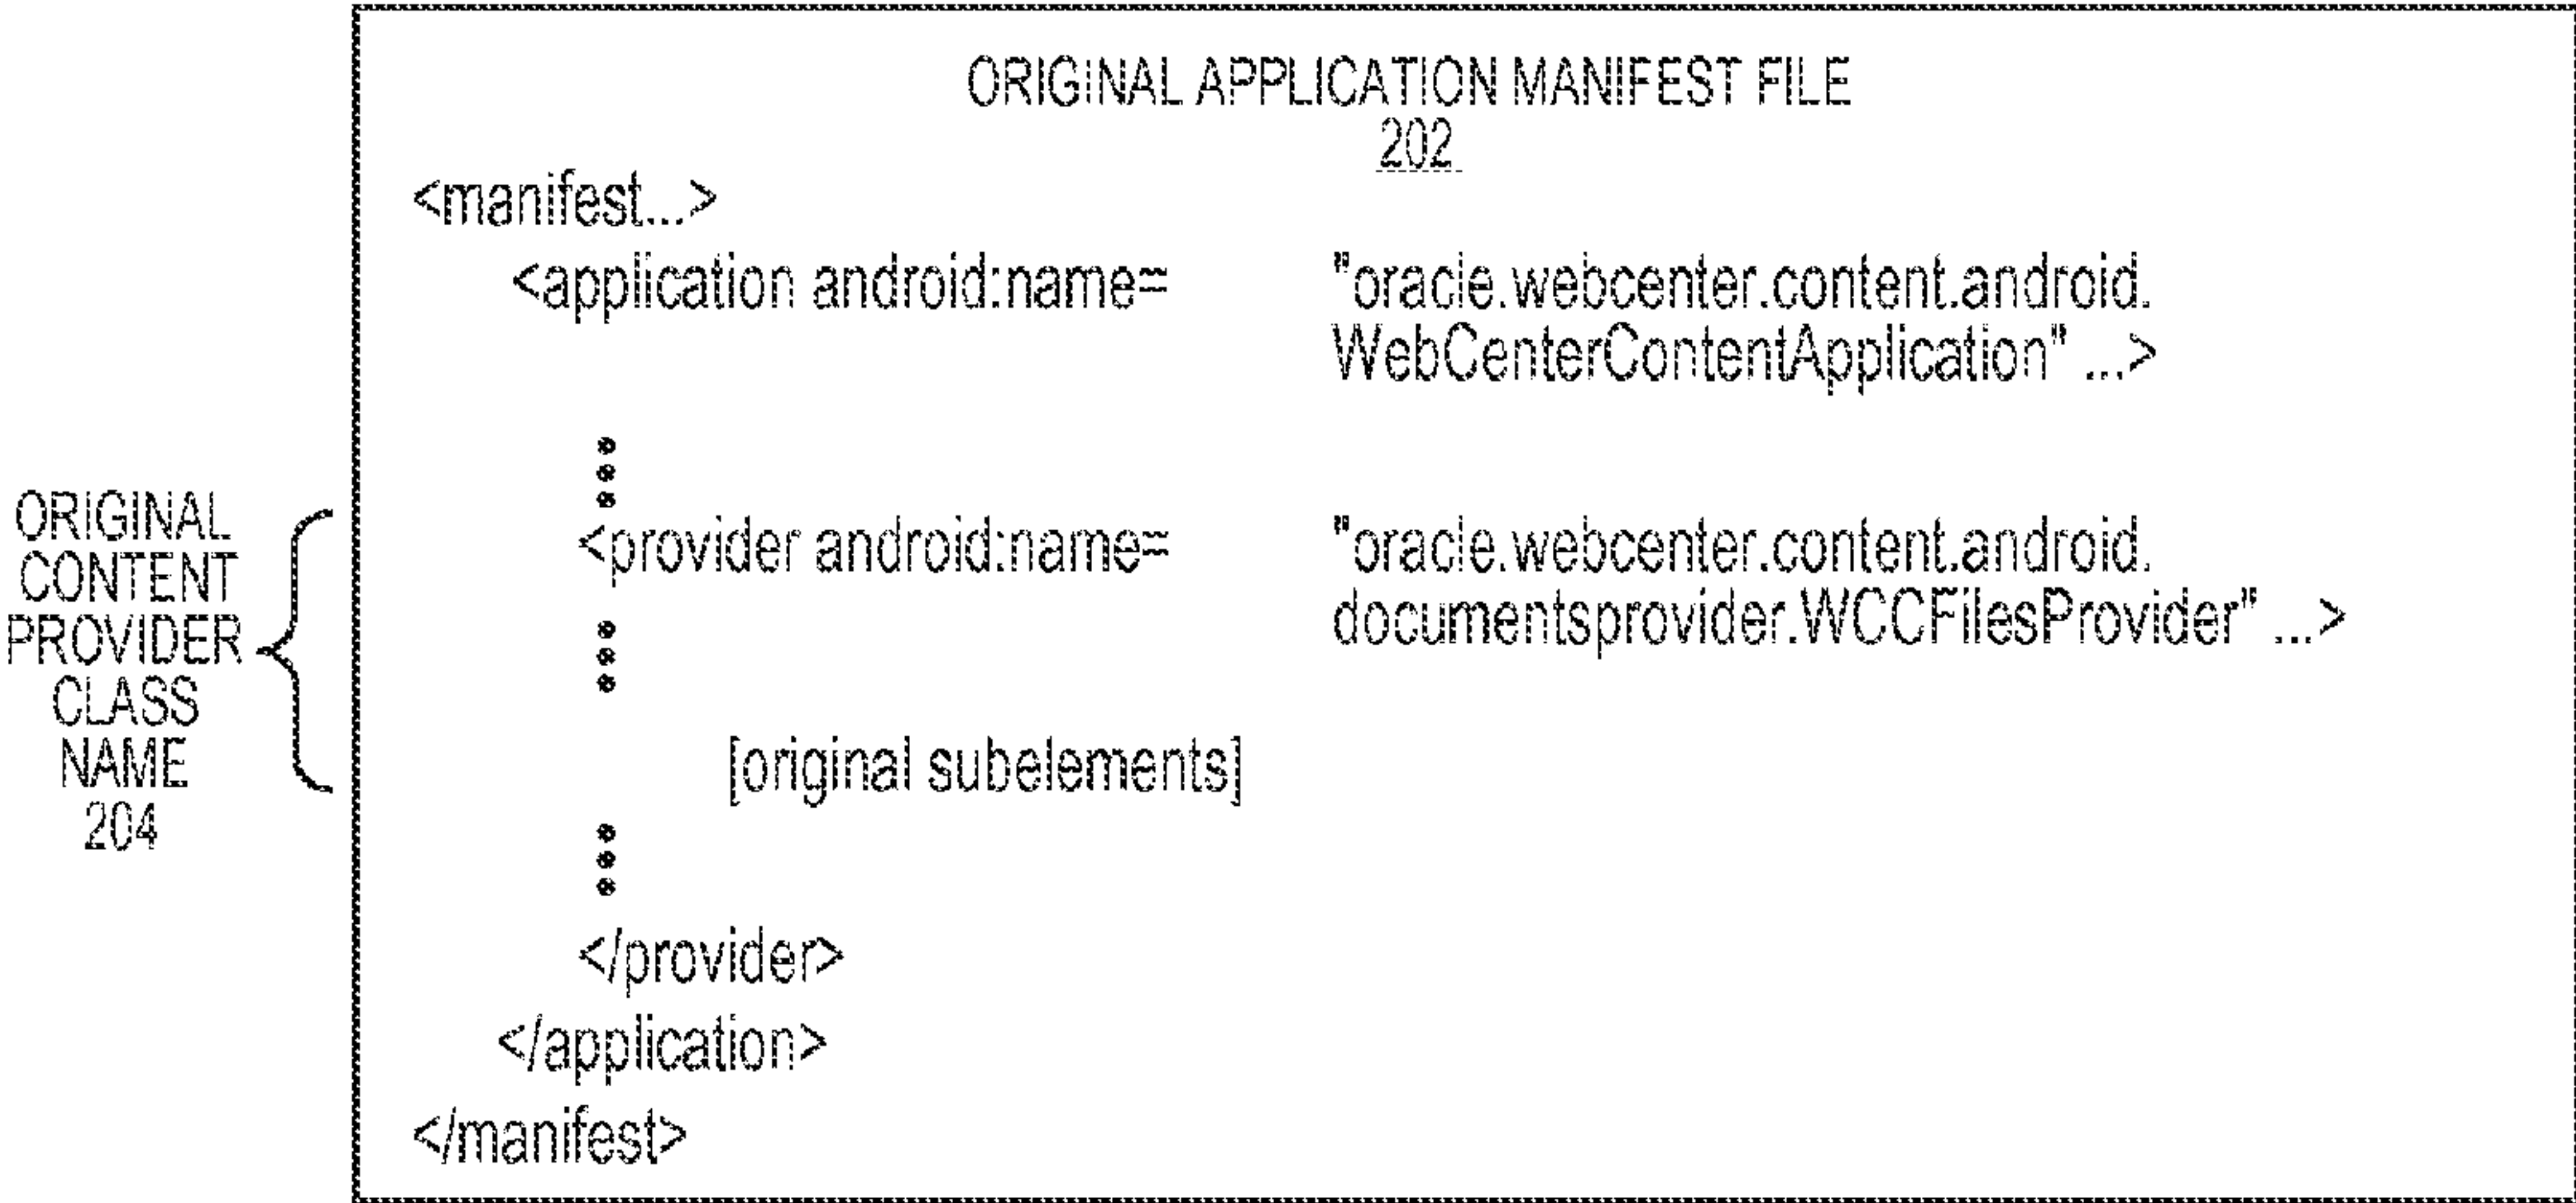 ORIGINAL APPLICATION MANIFEST FILE
202
<manifest...>
<application android:name= "oracle.webcenter.content.android.
WebCenterContentApplication" ...>
<provider android:name= "oracle.webcenter.content.android.
documentsprovider.WCCFilesProvider" ...>
[original subelements]
</provider>
</application>
</manifest>
ORIGINAL
CONTENT
PROVIDER
CLASS
NAME
204